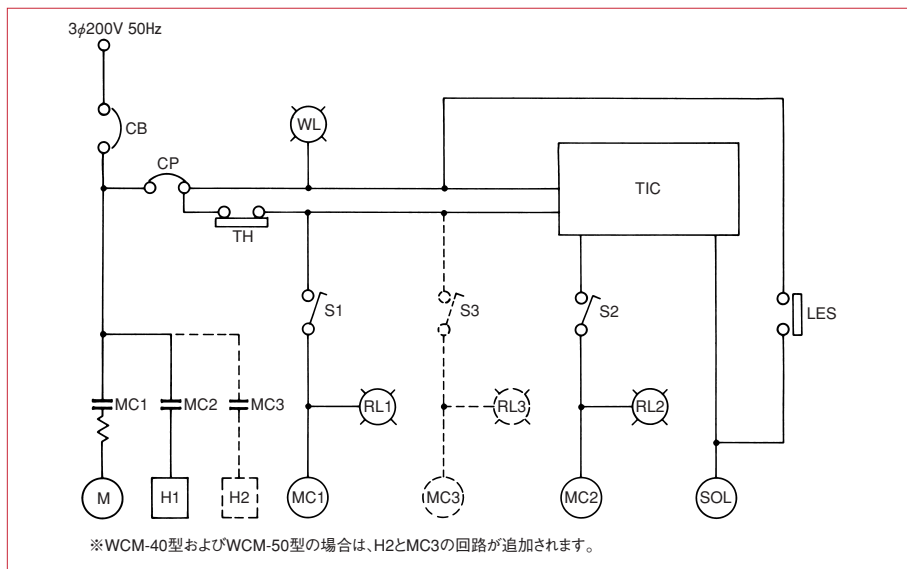 3φ200V 50Hz
CB
WL
CP
TIC
TH
S1
S3
S2
LES
MC1
MC2
MC3
RL1
RL3
RL2
M
H1
H2
MC1
MC3
MC2
SOL
※WCM-40型およびWCM-50型の場合は、H2とMC3の回路が追加されます。